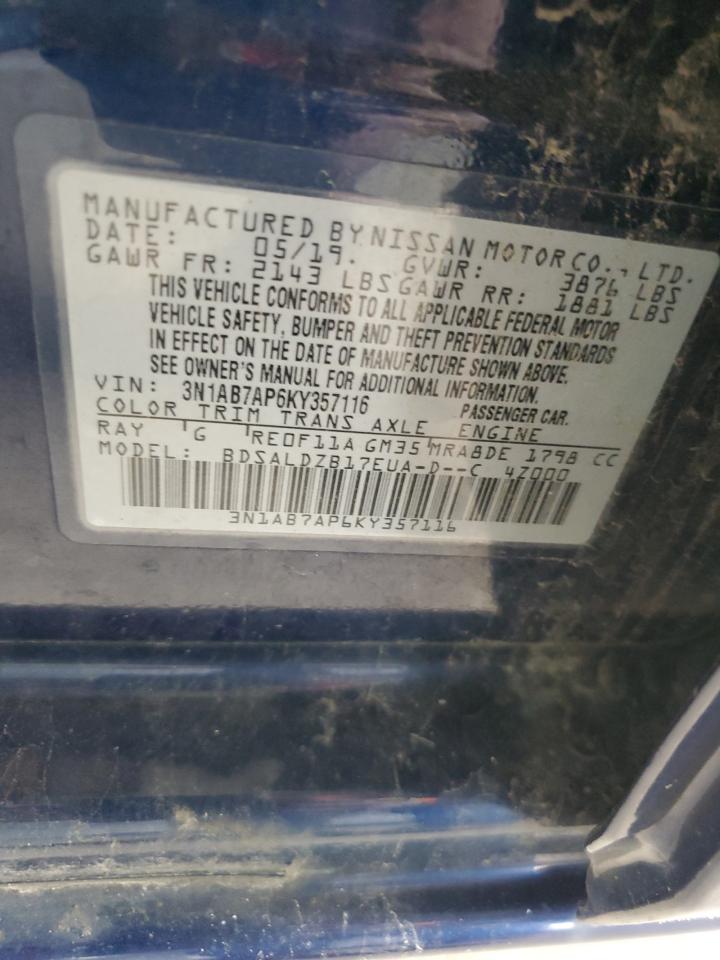 MANUFACTURED BY NISSAN MOTOR CO., LTD.
DATE: 05/19. GVWR: 3876 LBS
GAWR FR: 2143 LBS GAWR RR: 1881 LBS
THIS VEHICLE CONFORMS TO ALL APPLICABLE FEDERAL MOTOR
VEHICLE SAFETY, BUMPER AND THEFT PREVENTION STANDARDS
IN EFFECT ON THE DATE OF MANUFACTURE SHOWN ABOVE.
SEE OWNER'S MANUAL FOR ADDITIONAL INFORMATION.
VIN: 3N1AB7AP6KY357116 PASSENGER CAR.
COLOR TRIM TRANS AXLE ENGINE
RAY G RE0F11A GM35 MRA8DE 1798 CC
MODEL: BDSALDZB17EUA-D--C 4Z000
3N1AB7AP6KY357116